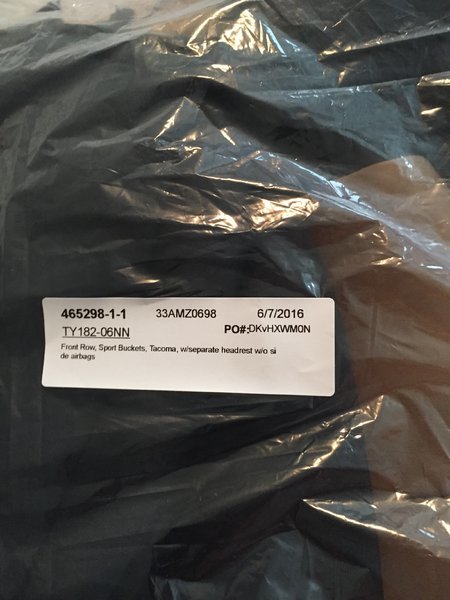 465298-1-1 33AMZ0698 6/7/2016
TY182-06NN PO#:DKvHXWM0N
Front Row, Sport Buckets, Tacoma, w/separate headrest w/o si
de airbags